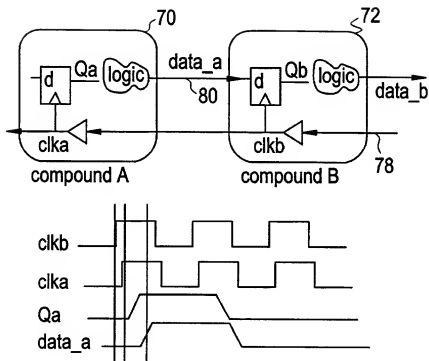 70
72
d
Qa
logic
data_a
80
d
Qb
logic
data_b
clka
clkb
78
compound A
compound B
clkb
clka
Qa
data_a